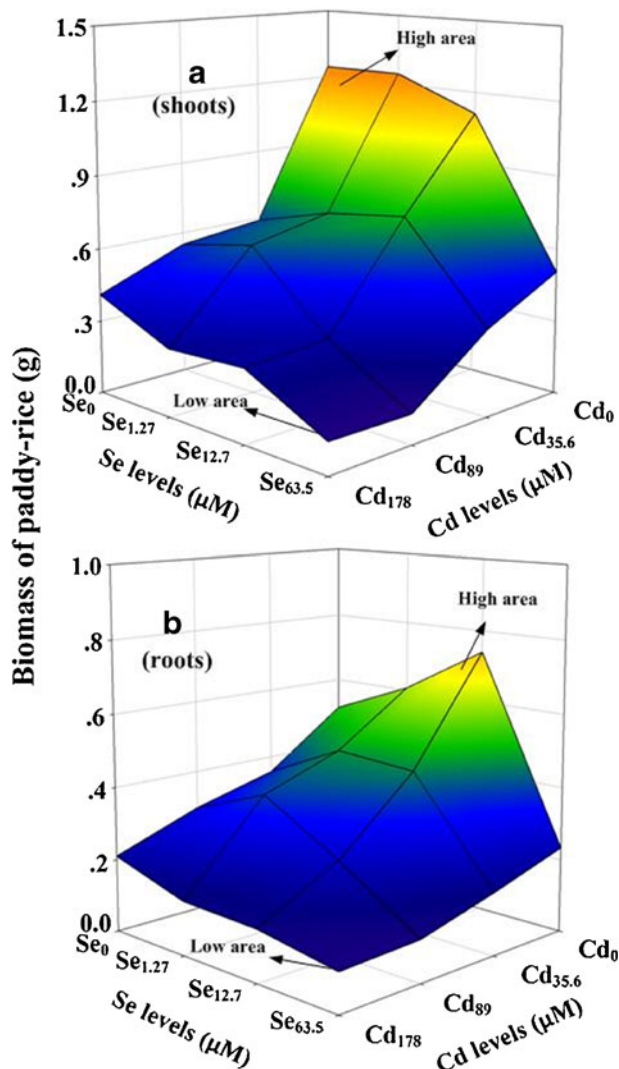 Biomass of paddy-rice (g)
1.5
1.2
.9
.6
.3
0.0
a
(shoots)
High area
Low area
Se0
Se1.27
Se12.7
Se63.5
Se levels (μM)
Cd178
Cd89
Cd35.6
Cd0
Cd levels (μM)
1.0
.8
.6
.4
.2
0.0
b
(roots)
High area
Low area
Se0
Se1.27
Se12.7
Se63.5
Se levels (μM)
Cd178
Cd89
Cd35.6
Cd0
Cd levels (μM)